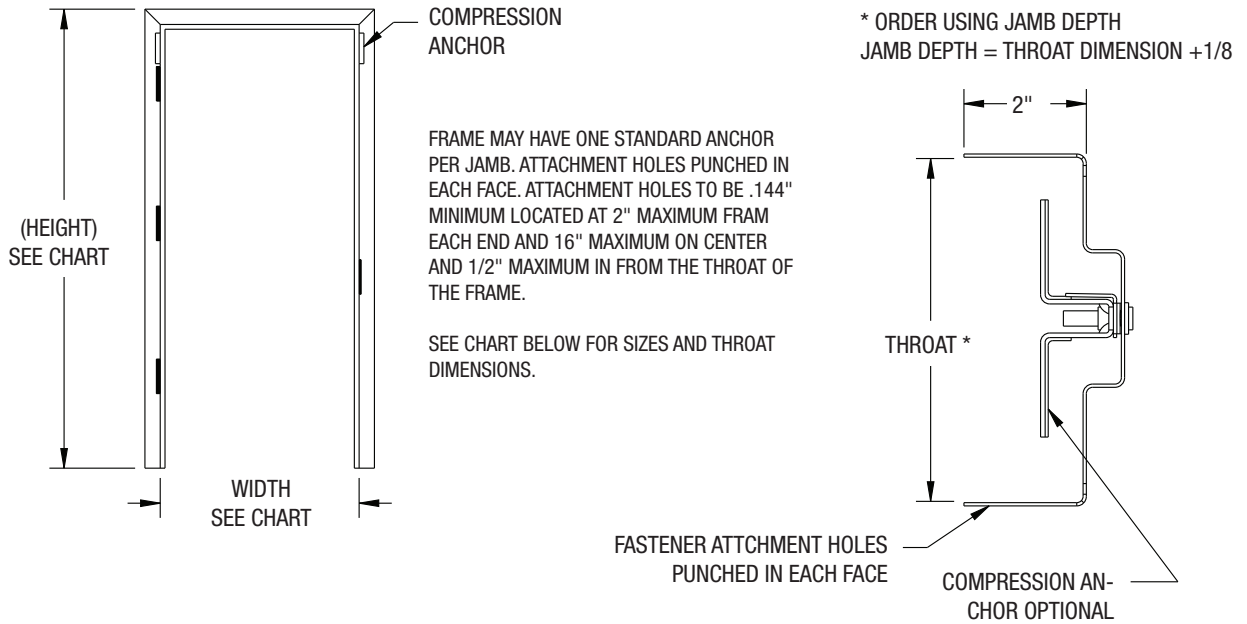 COMPRESSION
ANCHOR
* ORDER USING JAMB DEPTH
JAMB DEPTH = THROAT DIMENSION +1/8
2"
FRAME MAY HAVE ONE STANDARD ANCHOR
PER JAMB. ATTACHMENT HOLES PUNCHED IN
EACH FACE. ATTACHMENT HOLES TO BE .144"
MINIMUM LOCATED AT 2" MAXIMUM FRAM
EACH END AND 16" MAXIMUM ON CENTER
AND 1/2" MAXIMUM IN FROM THE THROAT OF
THE FRAME.
SEE CHART BELOW FOR SIZES AND THROAT
DIMENSIONS.
(HEIGHT)
SEE CHART
THROAT *
WIDTH
SEE CHART
FASTENER ATTCHMENT HOLES
PUNCHED IN EACH FACE
COMPRESSION AN-
CHOR OPTIONAL